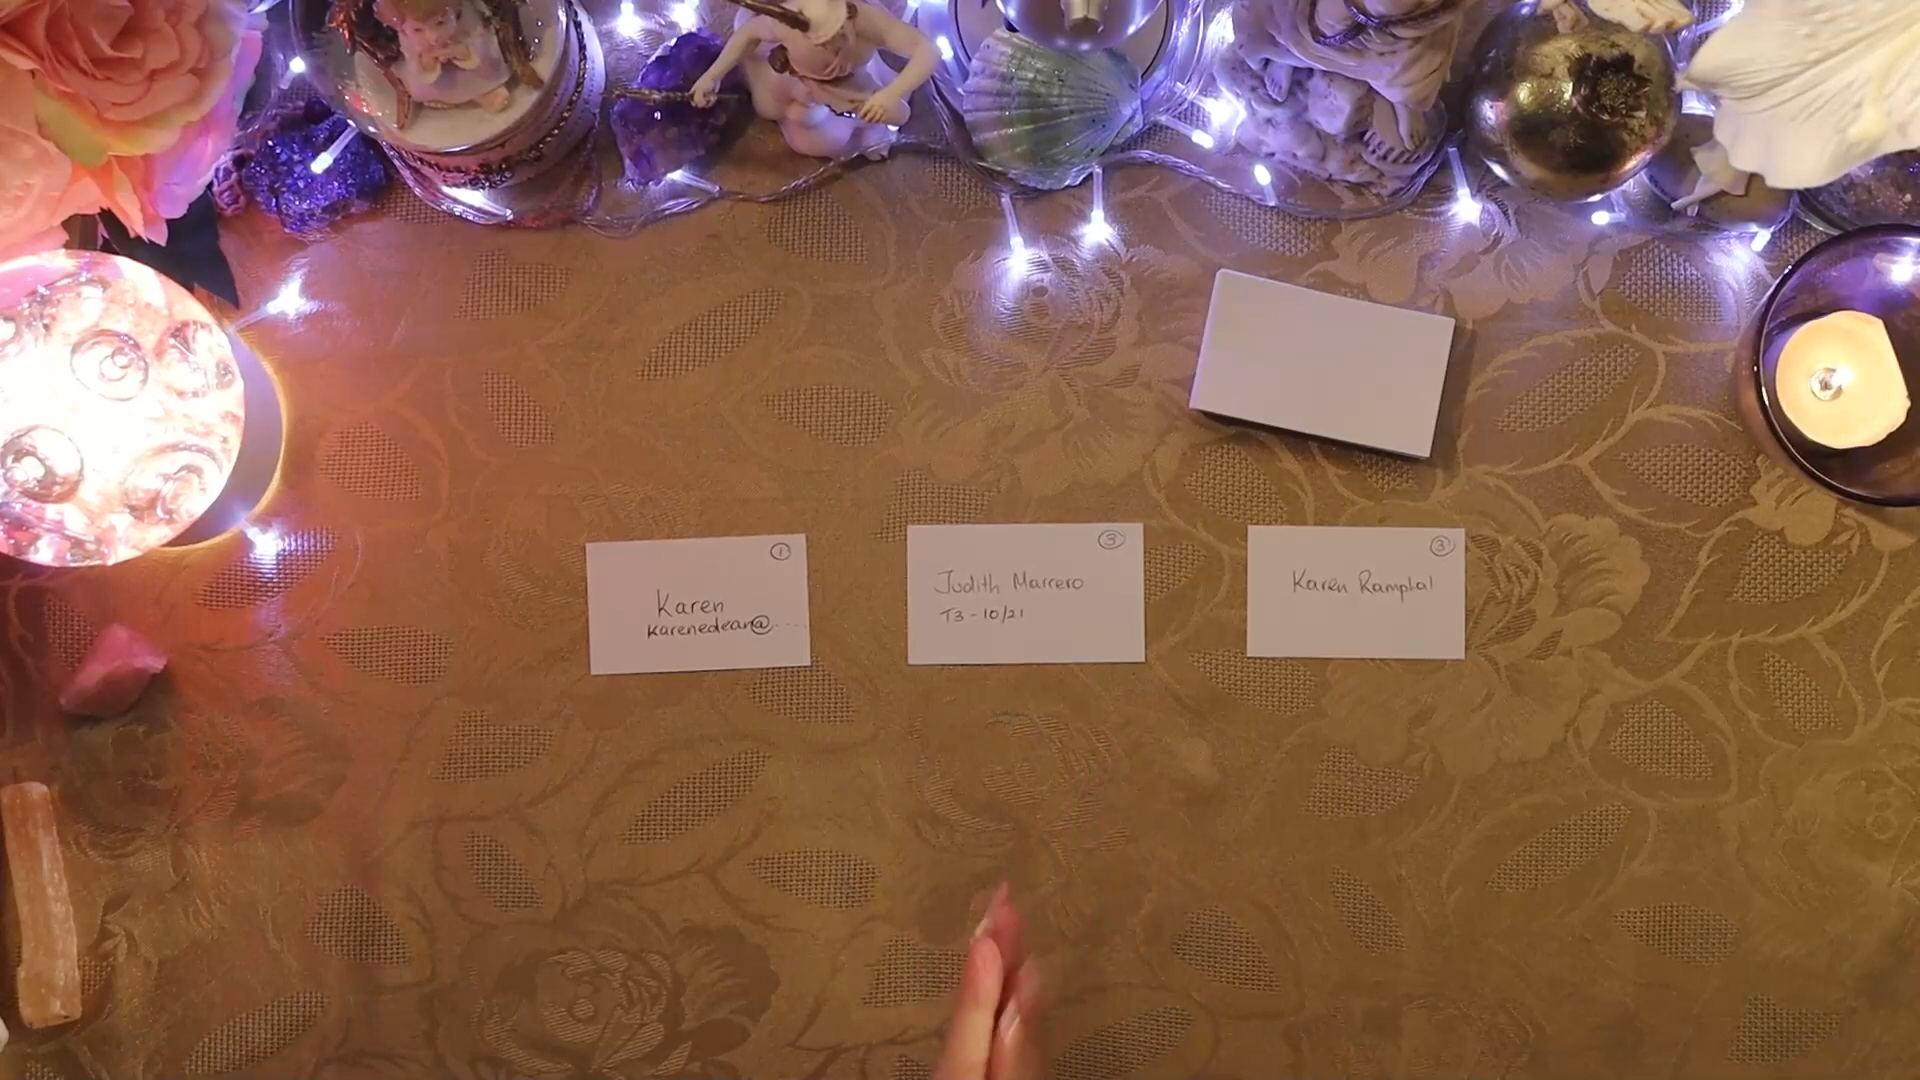 ①
Karen
karenedean@.....
③
Judith Marrero
T3-10/21
③
Karen Ramphal